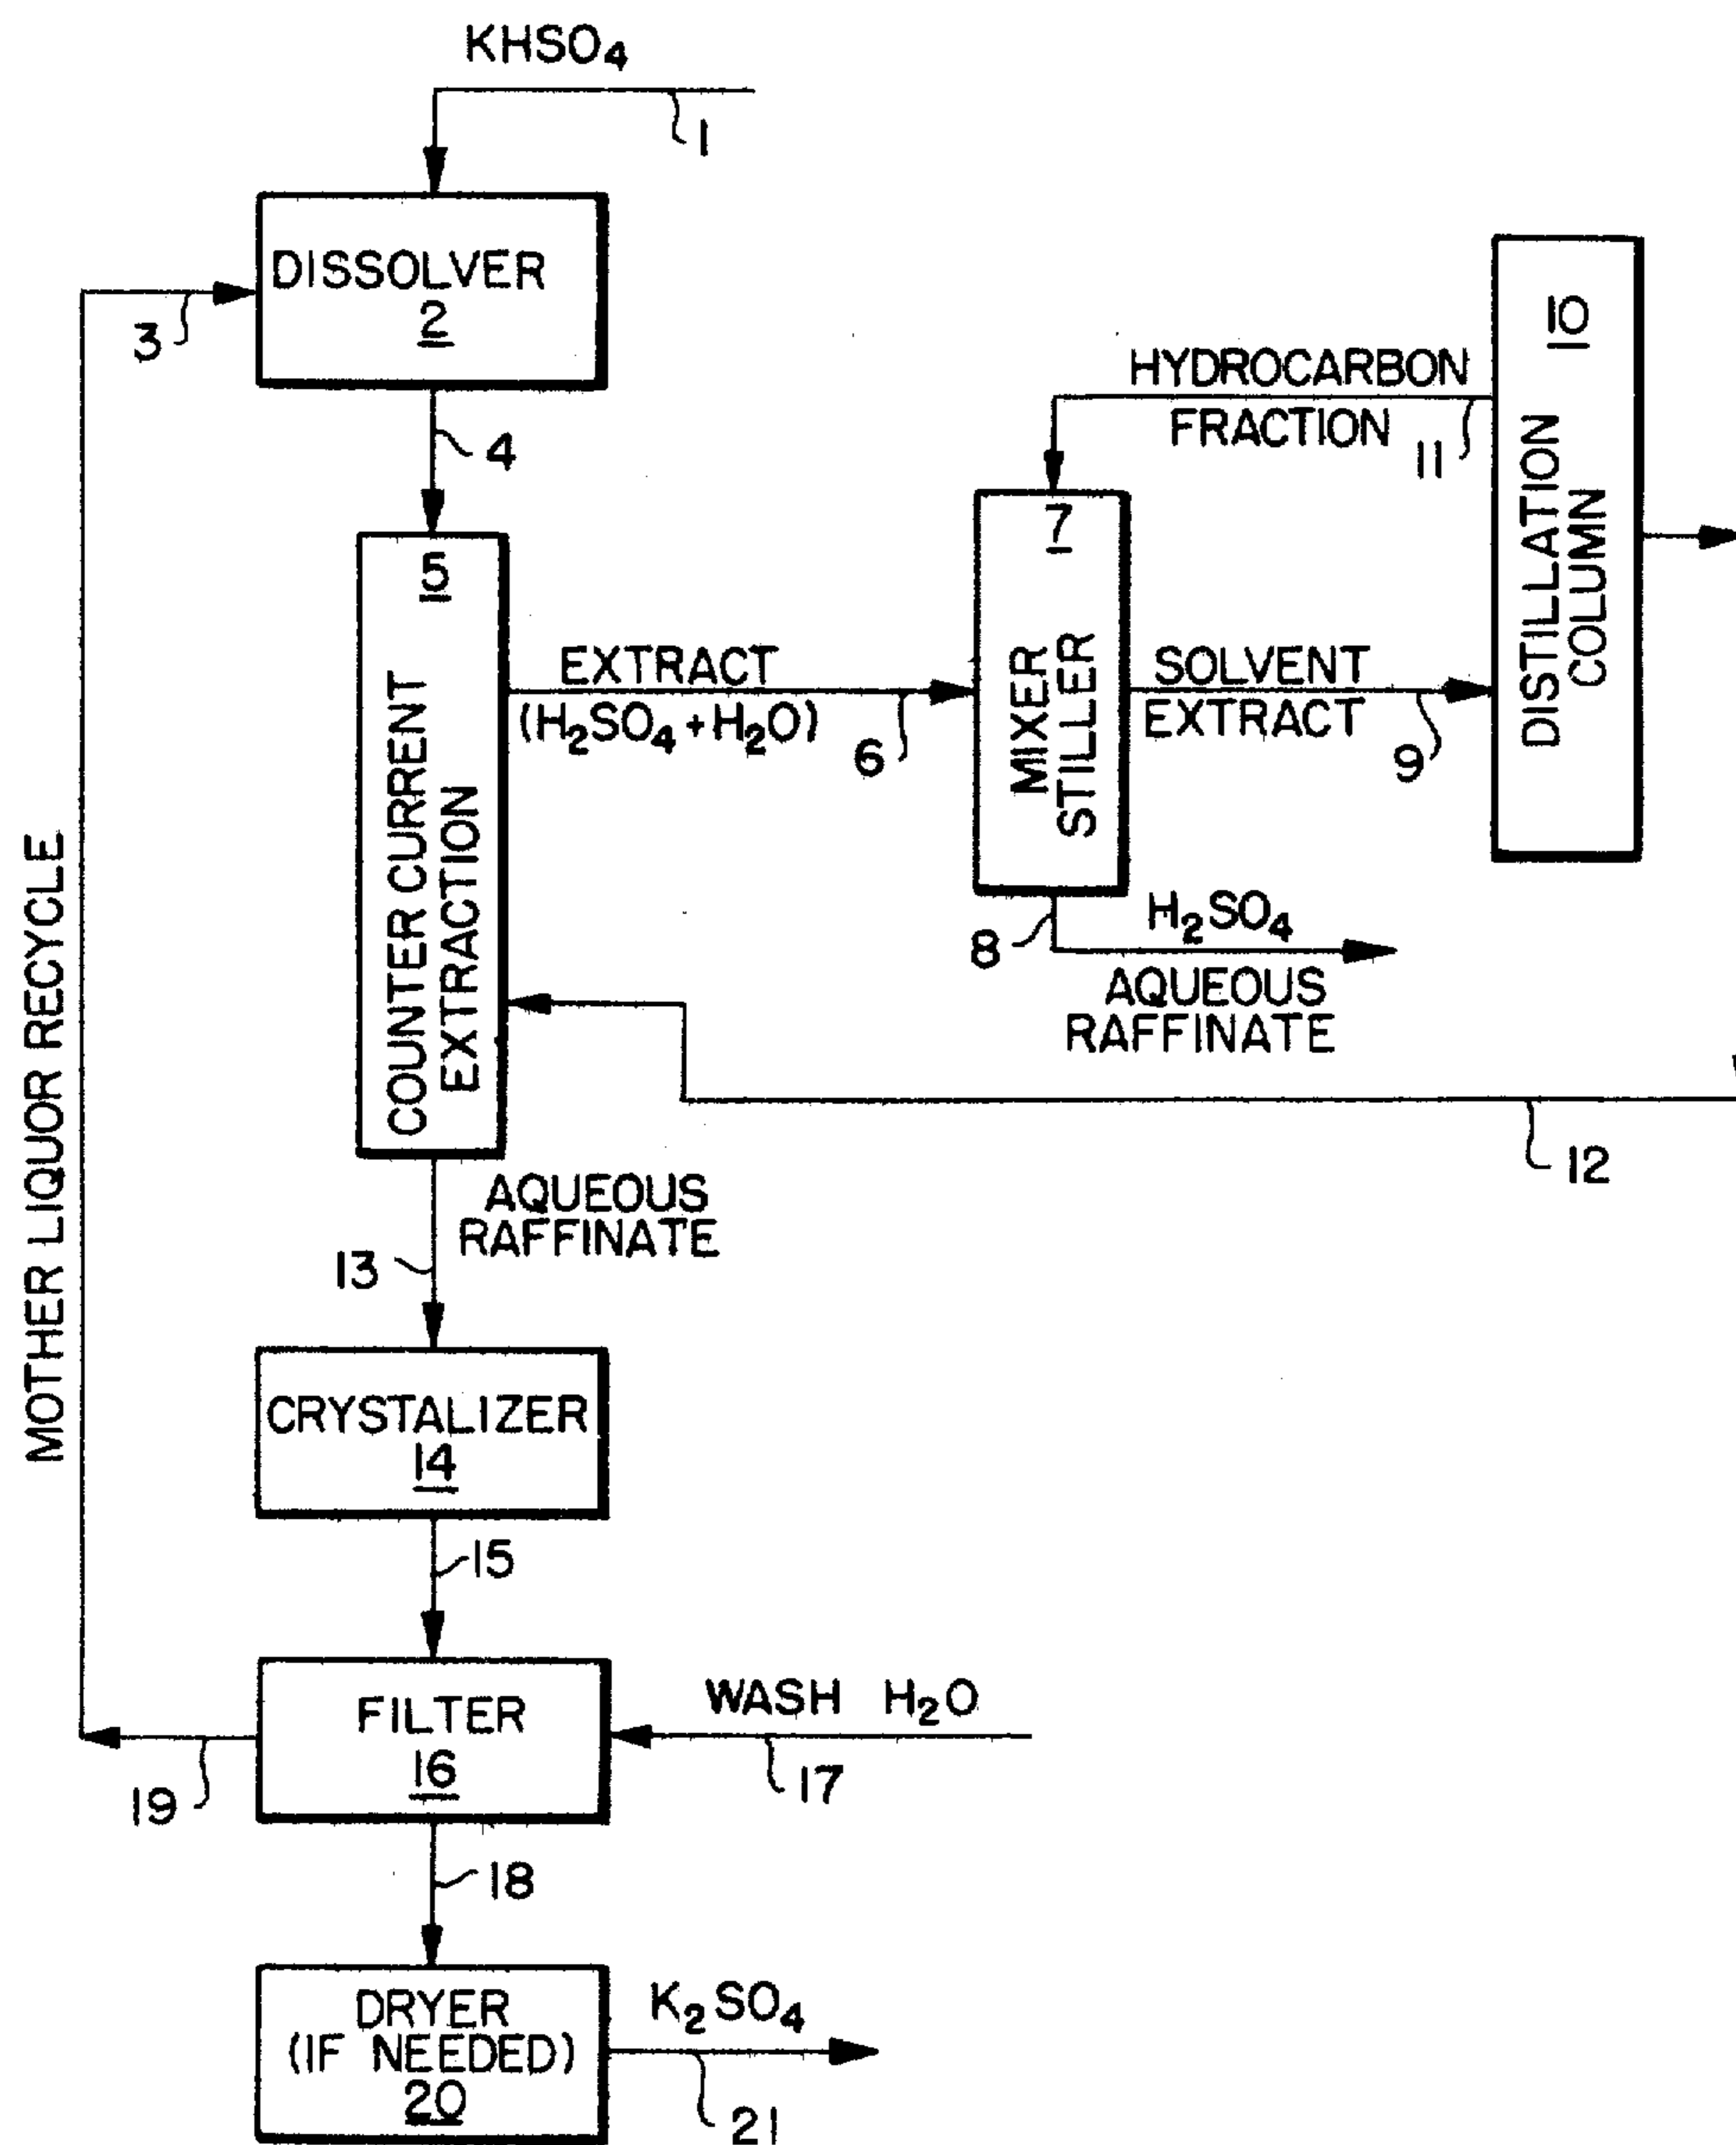 KHSO4
1
DISSOLVER
2
3
4
10
HYDROCARBON
FRACTION
11
DISTILLATION
COLUMN
7
MIXER
STILLER
5
COUNTER CURRENT
EXTRACTION
EXTRACT
(H2SO4 + H2O)
6
SOLVENT
EXTRACT
9
8
H2SO4
AQUEOUS
RAFFINATE
12
MOTHER LIQUOR RECYCLE
AQUEOUS
RAFFINATE
13
CRYSTALIZER
14
15
FILTER
16
WASH H2O
17
19
18
DRYER
(IF NEEDED)
20
K2SO4
21